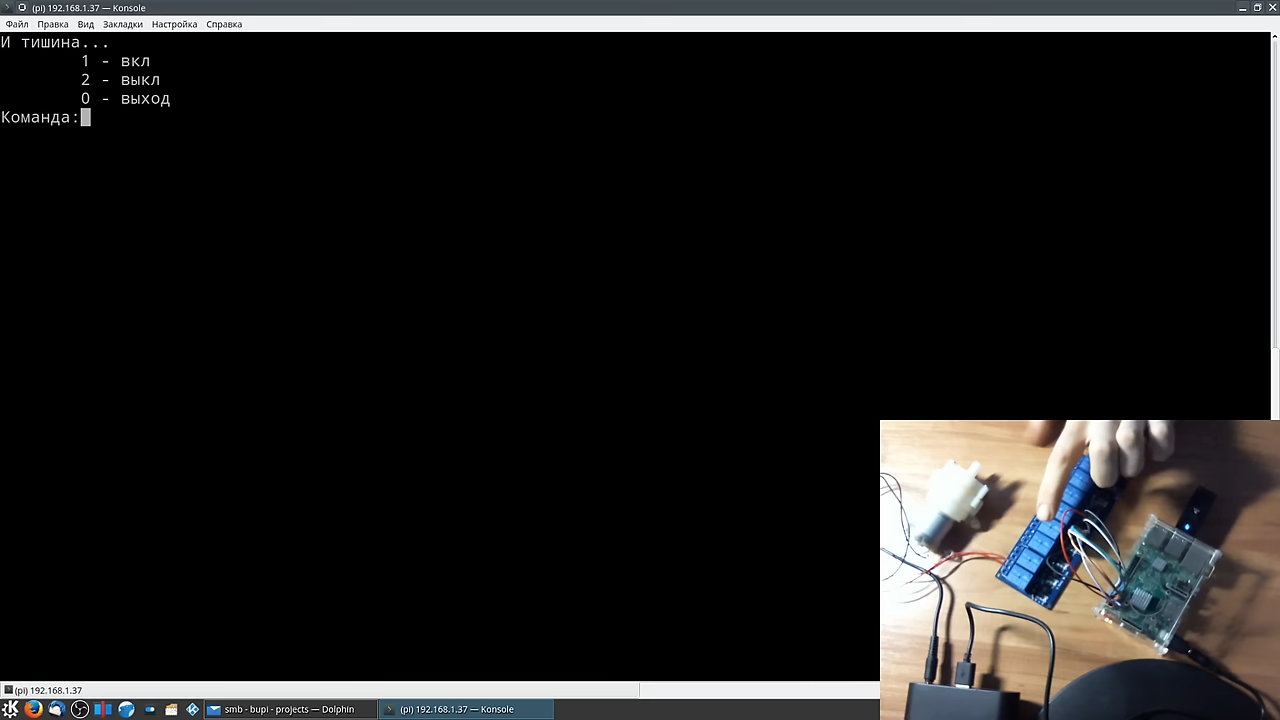 (pi) 192.168.1.37 — Konsole
Файл Правка Вид Закладки Настройка Справка
И тишина...
1 - вкл
2 - выкл
0 - выход
Команда:
(pi) 192.168.1.37
smb - bupi - projects — Dolphin
(pi) 192.168.1.37 — Konsole